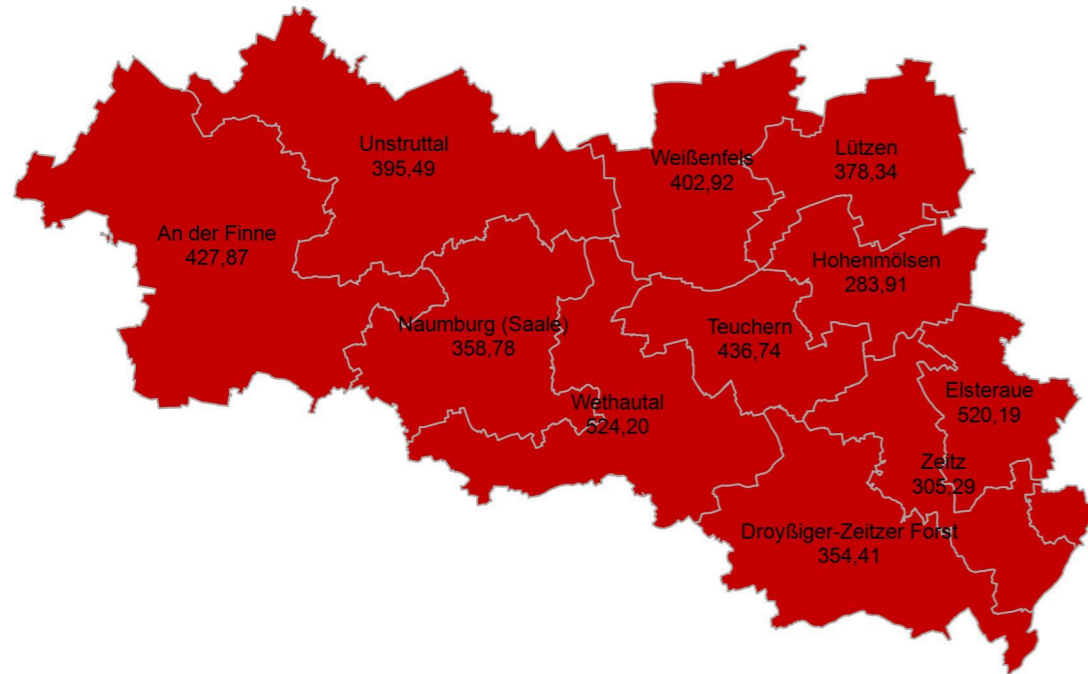 Unstruttal
395,49
Weißenfels
402,92
Lützen
378,34
An der Finne
427,87
Hohenmölsen
283,91
Naumburg (Saale)
358,78
Teuchern
436,74
Wethautal
524,20
Elsteraue
520,19
Zeitz
305,29
Droyßiger-Zeitzer Forst
354,41